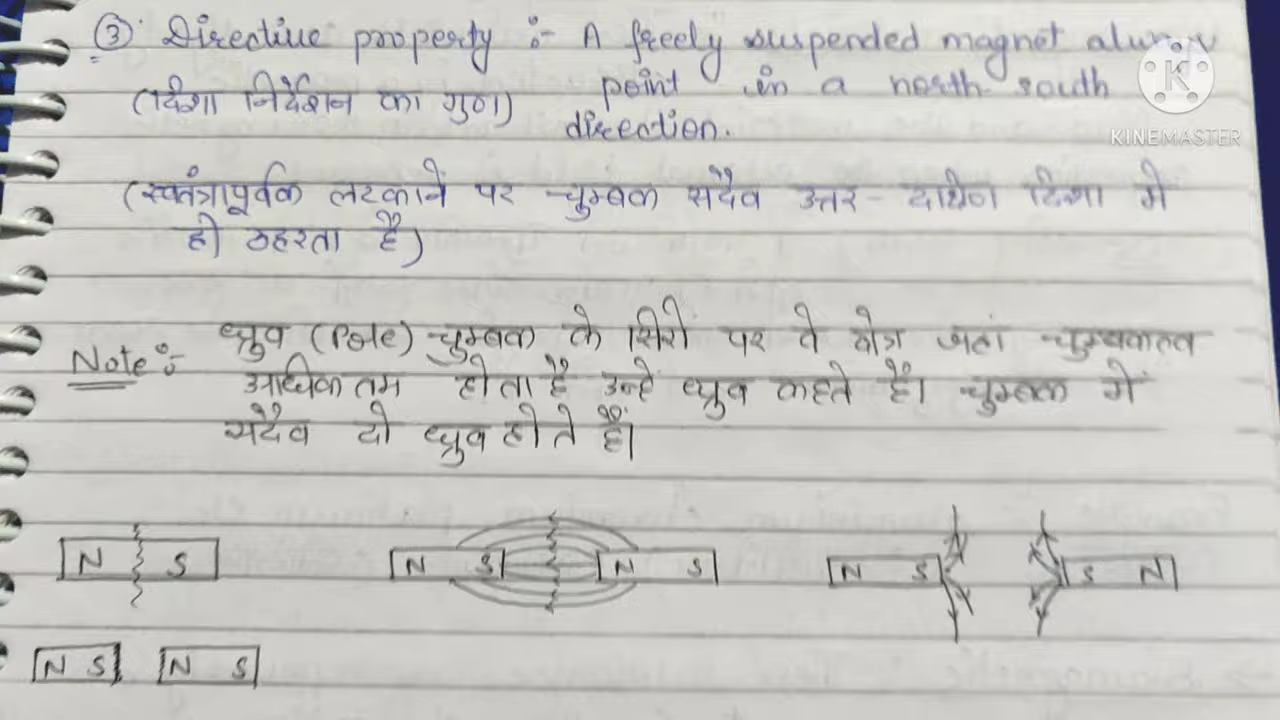 ③ Directive property :- A freely suspended magnet always
(दिशा निर्देशन का गुण) point in a north-south
direction.
KINEMASTER
(स्वतंत्रापूर्वक लटकाने पर चुम्बक सदैव उत्तर - दक्षिण दिशा मे
ही ठहरता है)
Note :- ध्रुव (Pole) चुम्बक के सिरों पर वे क्षेत्र जहां चुम्बकत्व
अधिकतम होता है उन्हें ध्रुव कहते हैं। चुम्बक में
सदैव दो ध्रुव होते हैं।
N S N S N S N S S N
N S N S